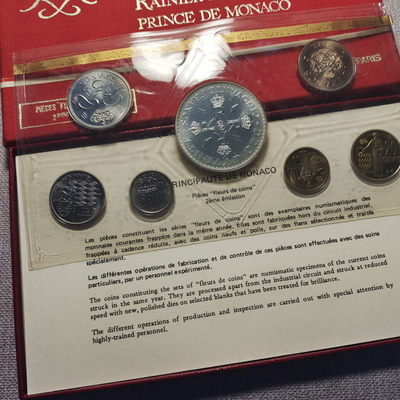 RAINIER
PRINCE DE MONACO
PARIS
PRINCIPAUTE DE MONACO
Pièces "fleurs de coins"
2ème émission
Les pièces constituant les séries "fleurs de coins" sont des exemplaires numismatiques des
monnaies courantes frappées dans la même année. Elles sont fabriquées hors du circuit industriel,
frappées à cadence réduite, avec des coins neufs et polis, sur des flans sélectionnés et traités
spécialement.
Les différentes opérations de fabrication et de contrôle de ces pièces sont effectuées avec des soins
particuliers, par un personnel expérimenté.
The coins constituting the sets of "fleurs de coins" are numismatic specimens of the current coins
struck in the same year. They are processed apart from the industrial circuit and struck at reduced
speed with new, polished dies on selected blanks that have been treated for brilliance.
The different operations of production and inspection are carried out with special attention by
highly-trained personnel.